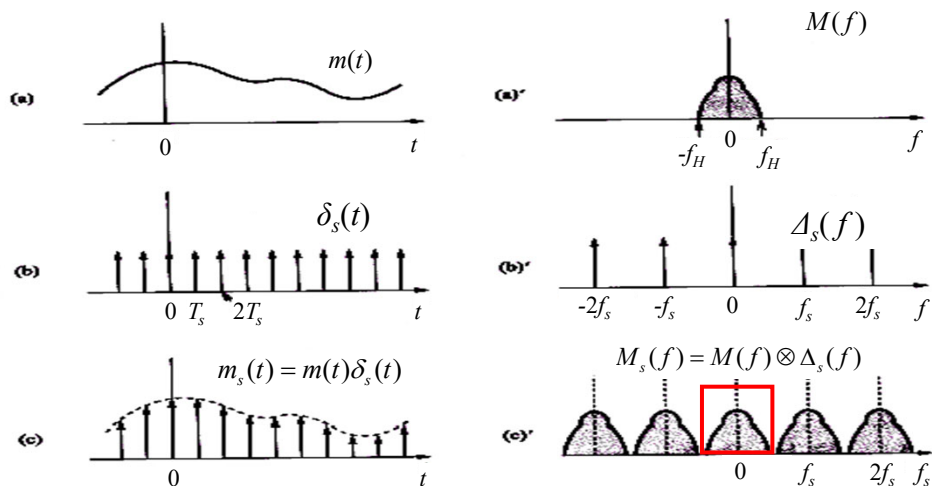 (a)
m(t)
0
t
(a)'
M(f)
-f_H
0
f_H
f
(b)
δ_s(t)
0 T_s 2T_s
t
(b)'
Δ_s(f)
-2f_s -f_s 0 f_s 2f_s
f
(c)
m_s(t) = m(t)δ_s(t)
0
t
(c)'
M_s(f) = M(f) ⊗ Δ_s(f)
0 f_s 2f_s f_s